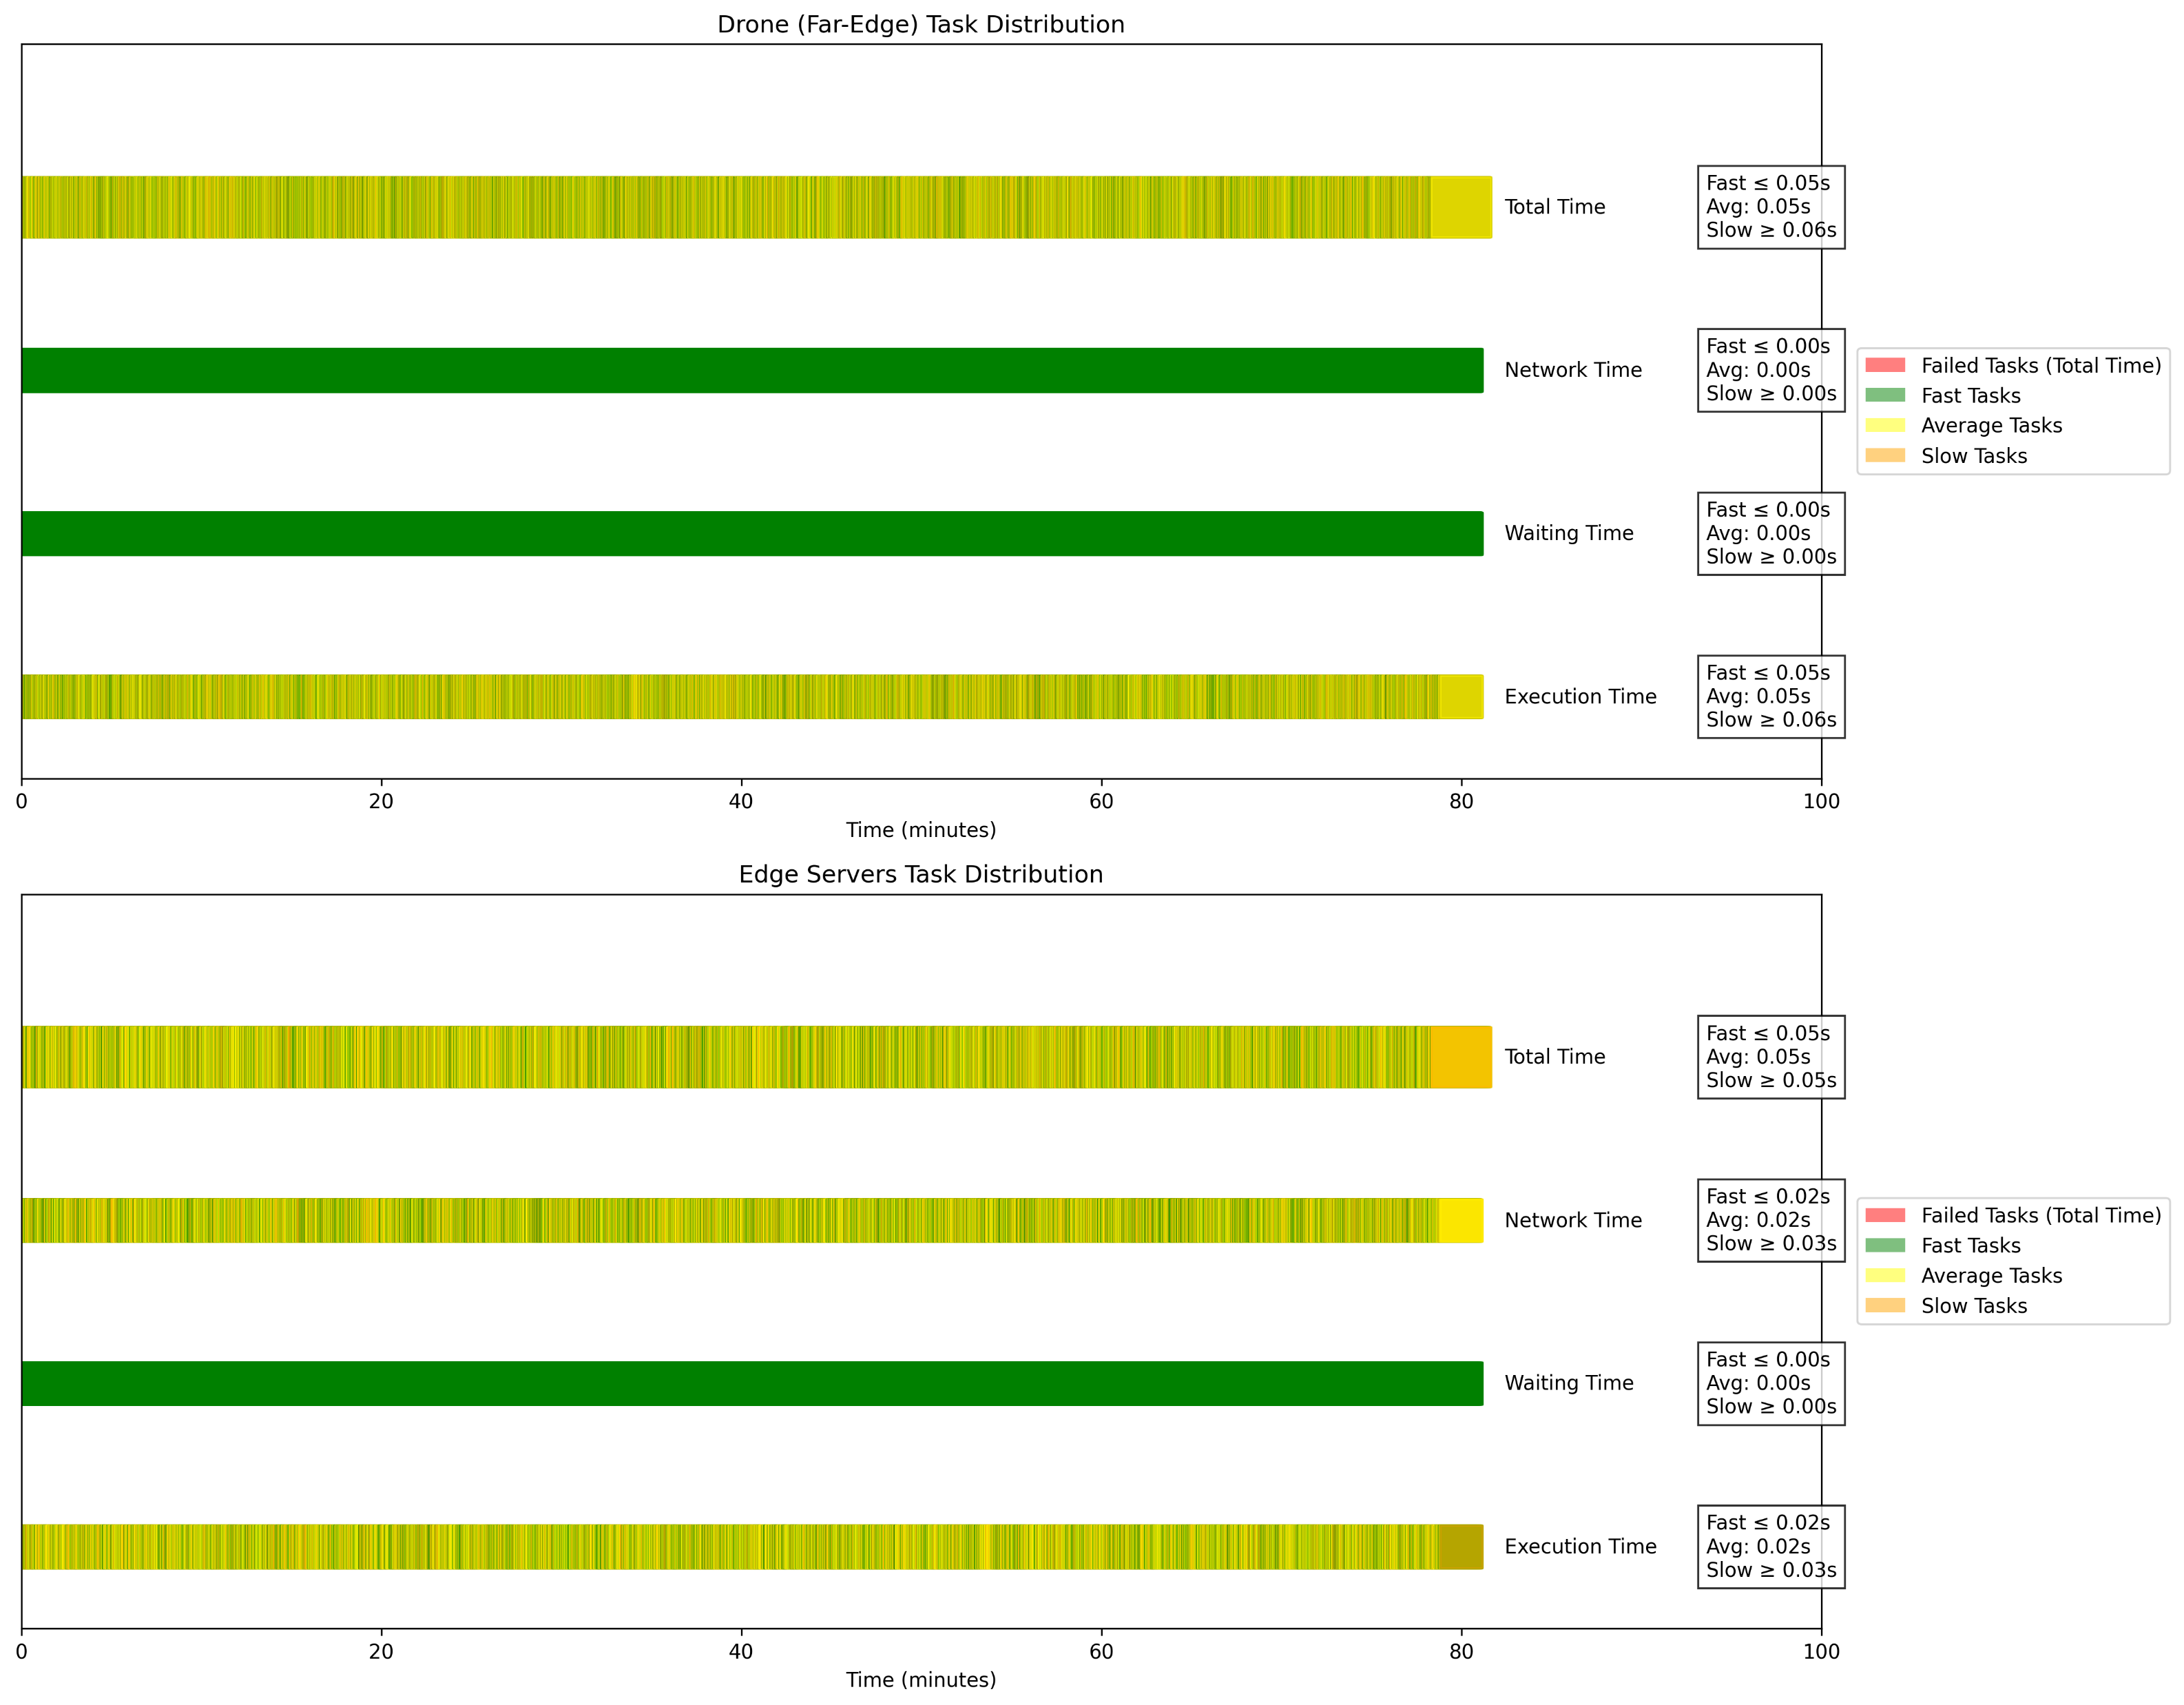 Drone (Far-Edge) Task Distribution
Total Time
Fast ≤ 0.05s
Avg: 0.05s
Slow ≥ 0.06s
Network Time
Fast ≤ 0.00s
Avg: 0.00s
Slow ≥ 0.00s
Failed Tasks (Total Time)
Fast Tasks
Average Tasks
Slow Tasks
Waiting Time
Fast ≤ 0.00s
Avg: 0.00s
Slow ≥ 0.00s
Execution Time
Fast ≤ 0.05s
Avg: 0.05s
Slow ≥ 0.06s
0 20 40 60 80 100
Time (minutes)
Edge Servers Task Distribution
Total Time
Fast ≤ 0.05s
Avg: 0.05s
Slow ≥ 0.05s
Network Time
Fast ≤ 0.02s
Avg: 0.02s
Slow ≥ 0.03s
Failed Tasks (Total Time)
Fast Tasks
Average Tasks
Slow Tasks
Waiting Time
Fast ≤ 0.00s
Avg: 0.00s
Slow ≥ 0.00s
Execution Time
Fast ≤ 0.02s
Avg: 0.02s
Slow ≥ 0.03s
0 20 40 60 80 100
Time (minutes)